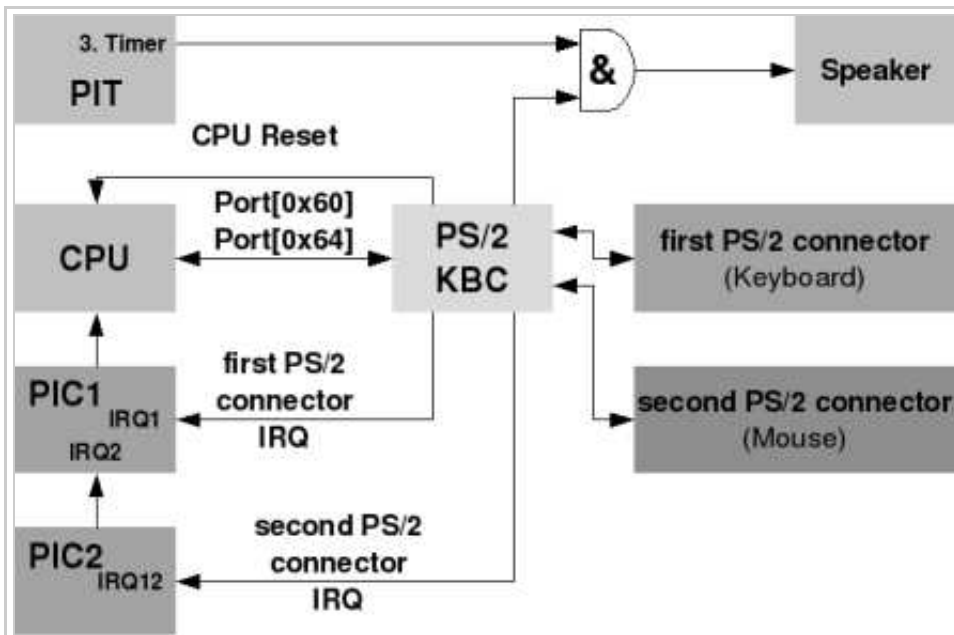 3. Timer
PIT
&
Speaker
CPU Reset
Port[0x60]
Port[0x64]
CPU
PS/2
KBC
first PS/2 connector
(Keyboard)
first PS/2
connector
IRQ
PIC1
IRQ1
IRQ2
second PS/2 connector
(Mouse)
second PS/2
connector
IRQ
PIC2
IRQ12